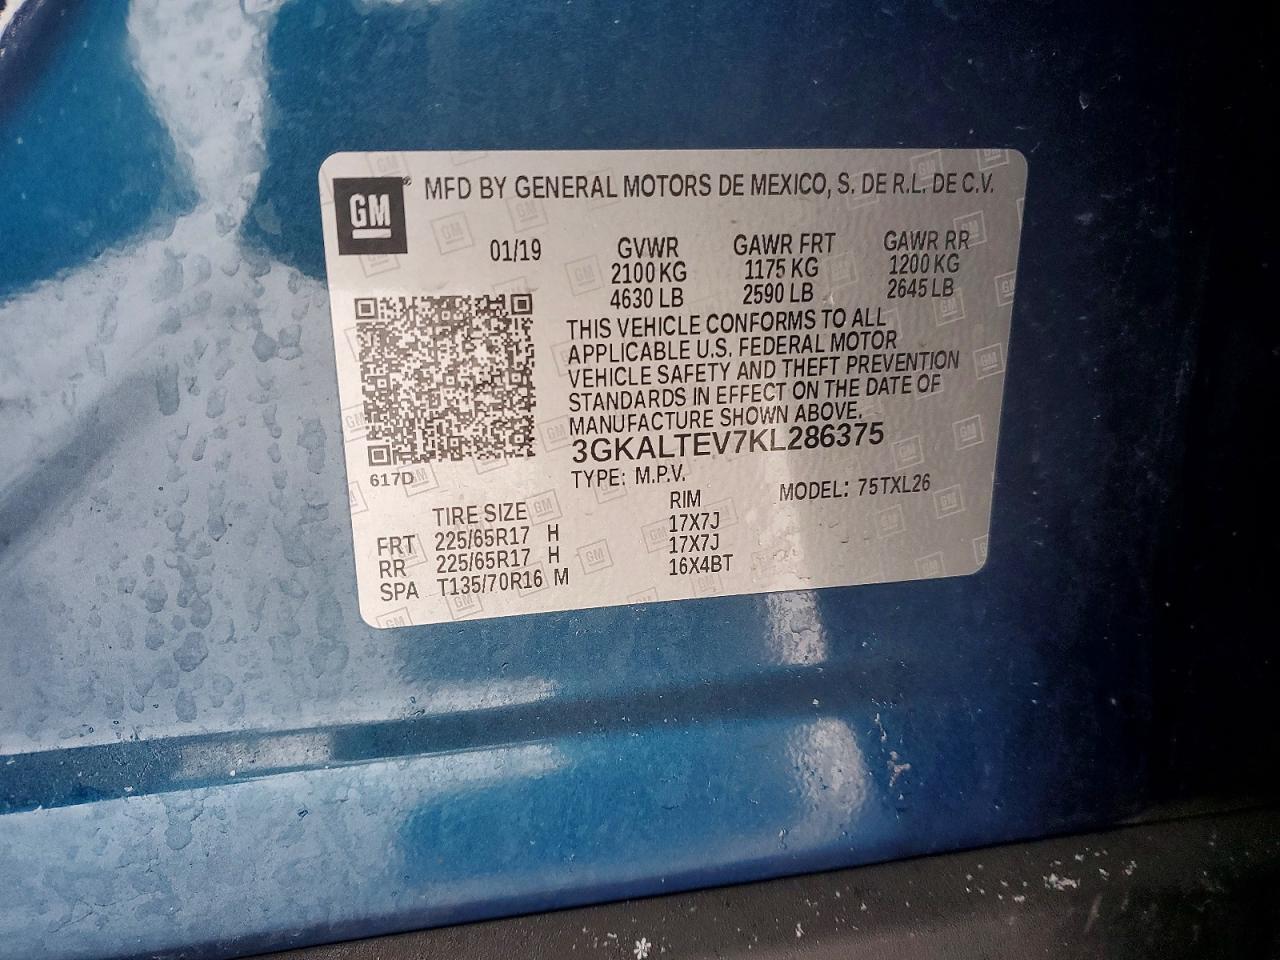 GM
MFD BY GENERAL MOTORS DE MEXICO, S. DE R.L. DE C.V.
01/19 GVWR GAWR FRT GAWR RR
2100 KG 1175 KG 1200 KG
4630 LB 2590 LB 2645 LB
THIS VEHICLE CONFORMS TO ALL
APPLICABLE U.S. FEDERAL MOTOR
VEHICLE SAFETY AND THEFT PREVENTION
STANDARDS IN EFFECT ON THE DATE OF
MANUFACTURE SHOWN ABOVE.
3GKALTEV7KL286375
617D
TYPE: M.P.V. MODEL: 75TXL26
TIRE SIZE RIM
FRT 225/65R17 H 17X7J
RR 225/65R17 H 17X7J
SPA T135/70R16 M 16X4BT